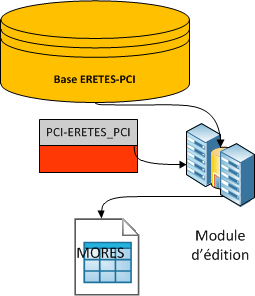 Base ERETES-PCI
PCI-ERETES_PCI
MORES
Module
d'édition